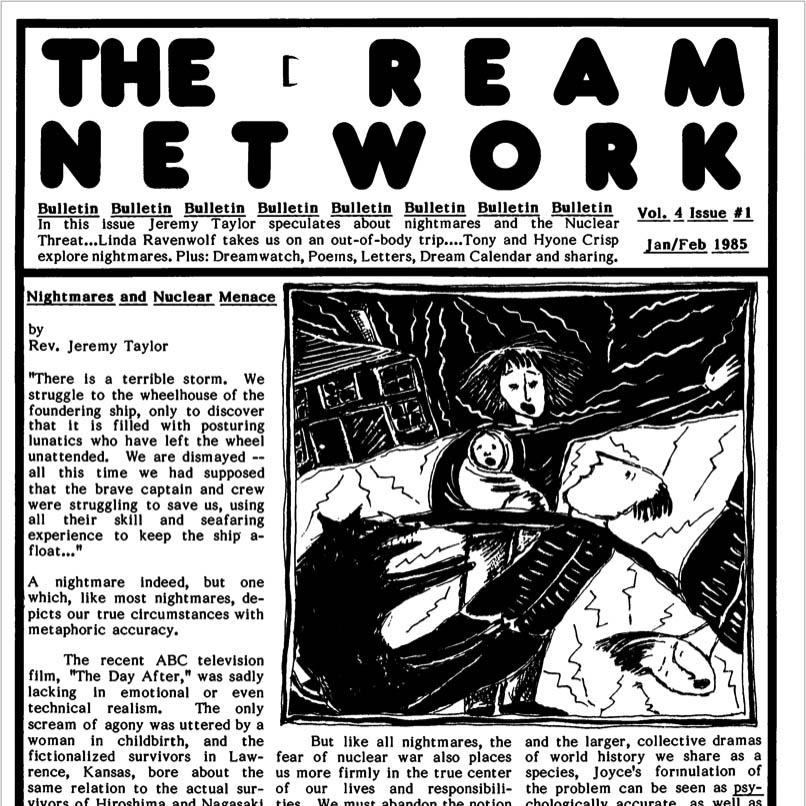 THE [ REAM
NETWORK
Bulletin Bulletin Bulletin Bulletin Bulletin Bulletin Bulletin Bulletin
In this issue Jeremy Taylor speculates about nightmares and the Nuclear
Threat...Linda Ravenwolf takes us on an out-of-body trip....Tony and Hyone Crisp
explore nightmares. Plus: Dreamwatch, Poems, Letters, Dream Calendar and sharing.
Vol. 4 Issue #1
Jan/Feb 1985
Nightmares and Nuclear Menace
by
Rev. Jeremy Taylor
"There is a terrible storm. We
struggle to the wheelhouse of the
foundering ship, only to discover
that it is filled with posturing
lunatics who have left the wheel
unattended. We are dismayed --
all this time we had supposed
that the brave captain and crew
were struggling to save us, using
all their skill and seafaring
experience to keep the ship a-
float..."
A nightmare indeed, but one
which, like most nightmares, de-
picts our true circumstances with
metaphoric accuracy.
The recent ABC television
film, "The Day After," was sadly
lacking in emotional or even
technical realism. The only
scream of agony was uttered by a
woman in childbirth, and the
fictionalized survivors in Law-
rence, Kansas, bore about the
same relation to the actual sur-
vivors of Hiroshima and Nagasaki
But like all nightmares, the
fear of nuclear war also places
us more firmly in the true center
of our lives and responsibili-
ties. We must abandon the notion
and the larger, collective dramas
of world history we share as a
species, Joyce's formulation of
the problem can be seen as psy-
chologically accurate, as well as